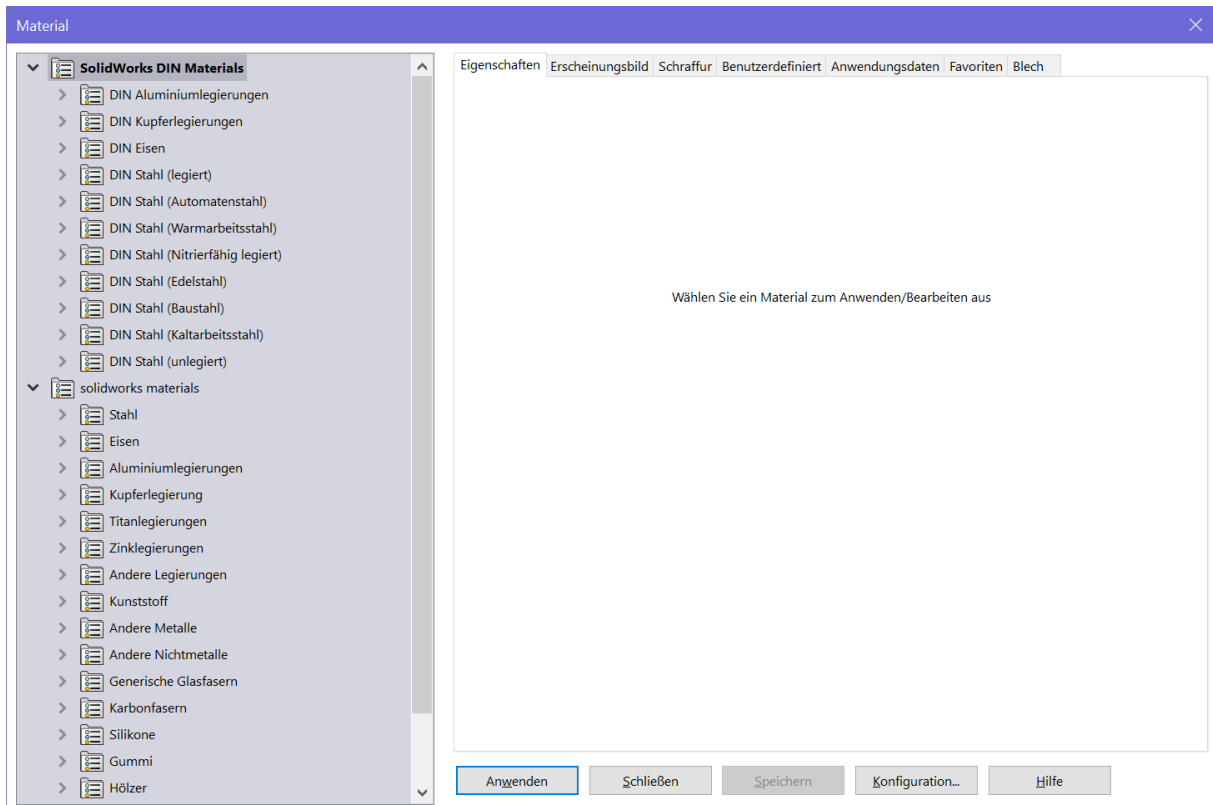 Material
SolidWorks DIN Materials
DIN Aluminiumlegierungen
DIN Kupferlegierungen
DIN Eisen
DIN Stahl (legiert)
DIN Stahl (Automatenstahl)
DIN Stahl (Warmarbeitsstahl)
DIN Stahl (Nitrierfähig legiert)
DIN Stahl (Edelstahl)
DIN Stahl (Baustahl)
DIN Stahl (Kaltarbeitsstahl)
DIN Stahl (unlegiert)
solidworks materials
Stahl
Eisen
Aluminiumlegierungen
Kupferlegierung
Titanlegierungen
Zinklegierungen
Andere Legierungen
Kunststoff
Andere Metalle
Andere Nichtmetalle
Generische Glasfasern
Karbonfasern
Silikone
Gummi
Hölzer
Eigenschaften Erscheinungsbild Schraffur Benutzerdefiniert Anwendungsdaten Favoriten Blech
Wählen Sie ein Material zum Anwenden/Bearbeiten aus
Anwenden Schließen Speichern Konfiguration... Hilfe